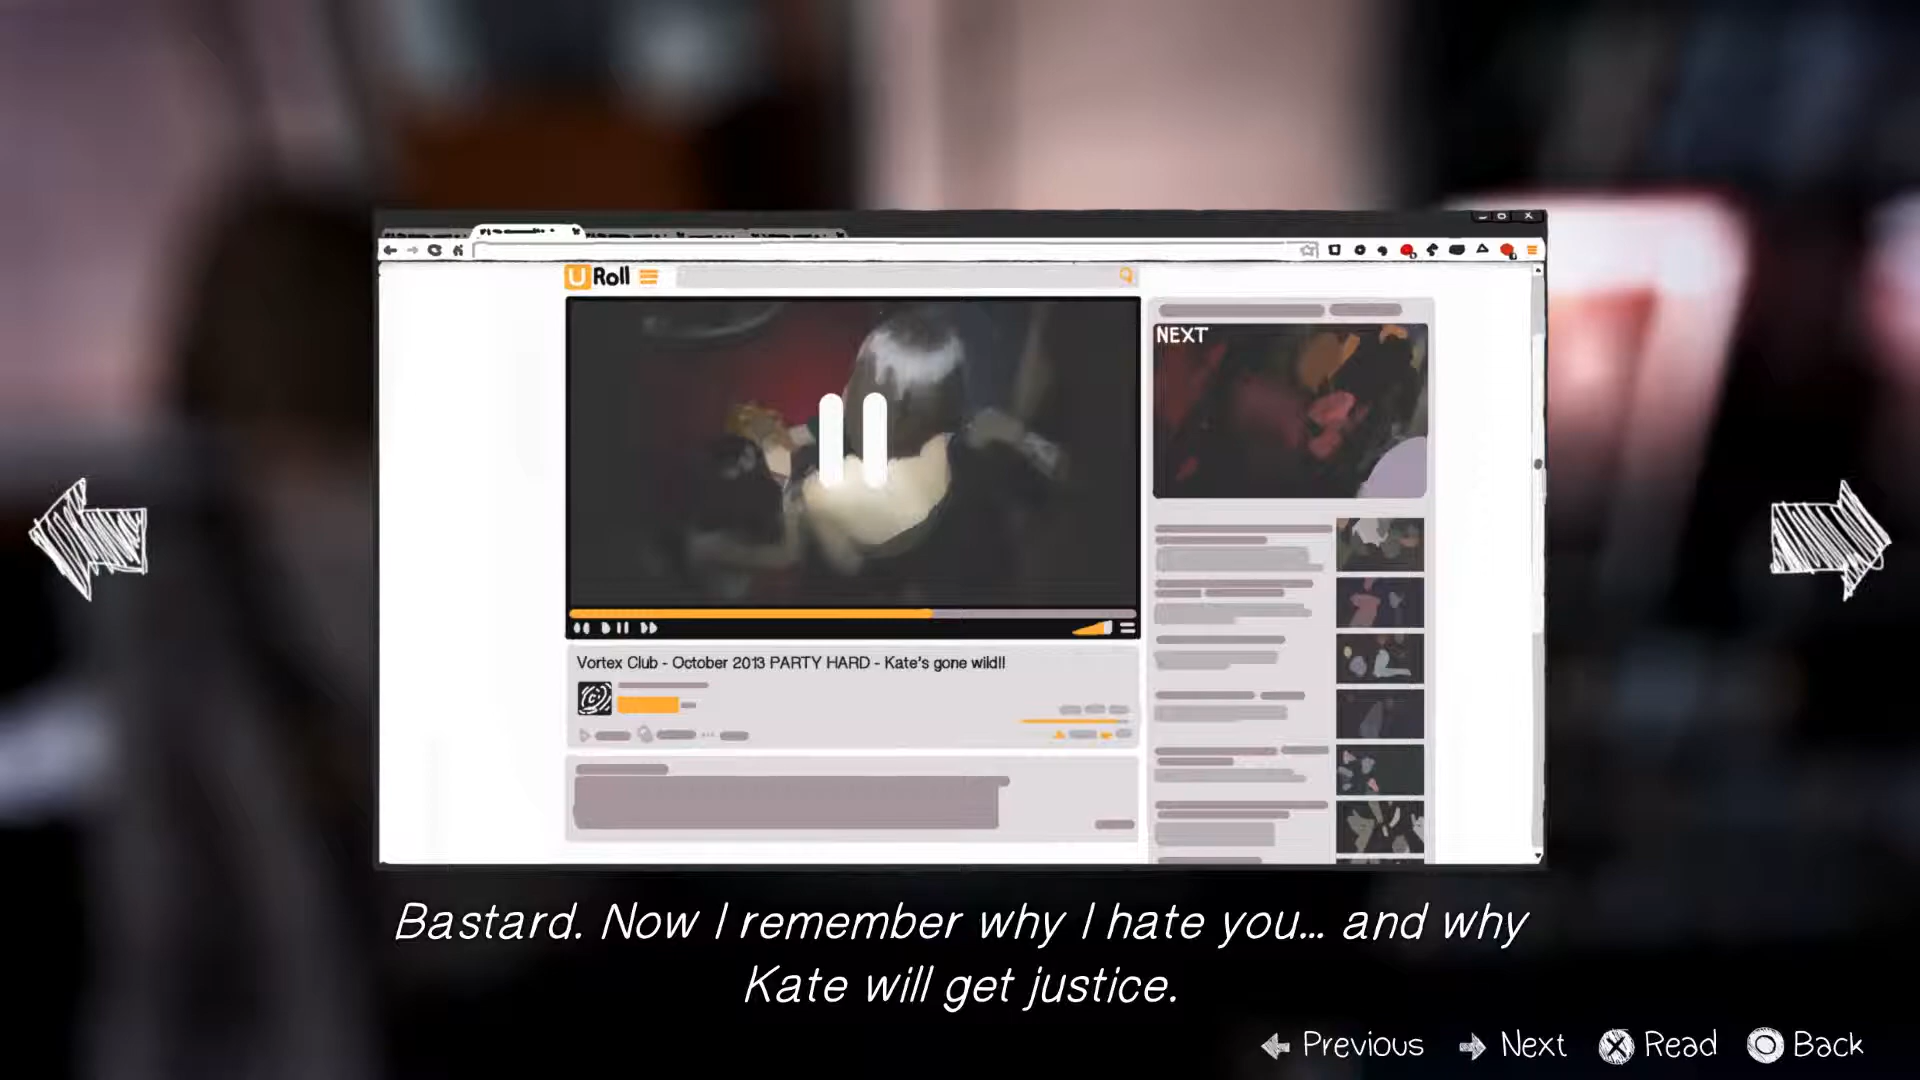 U Roll
NEXT
Vortex Club - October 2013 PARTY HARD - Kate's gone wild!!
Bastard. Now I remember why I hate you... and why
Kate will get justice.
Previous Next Read Back